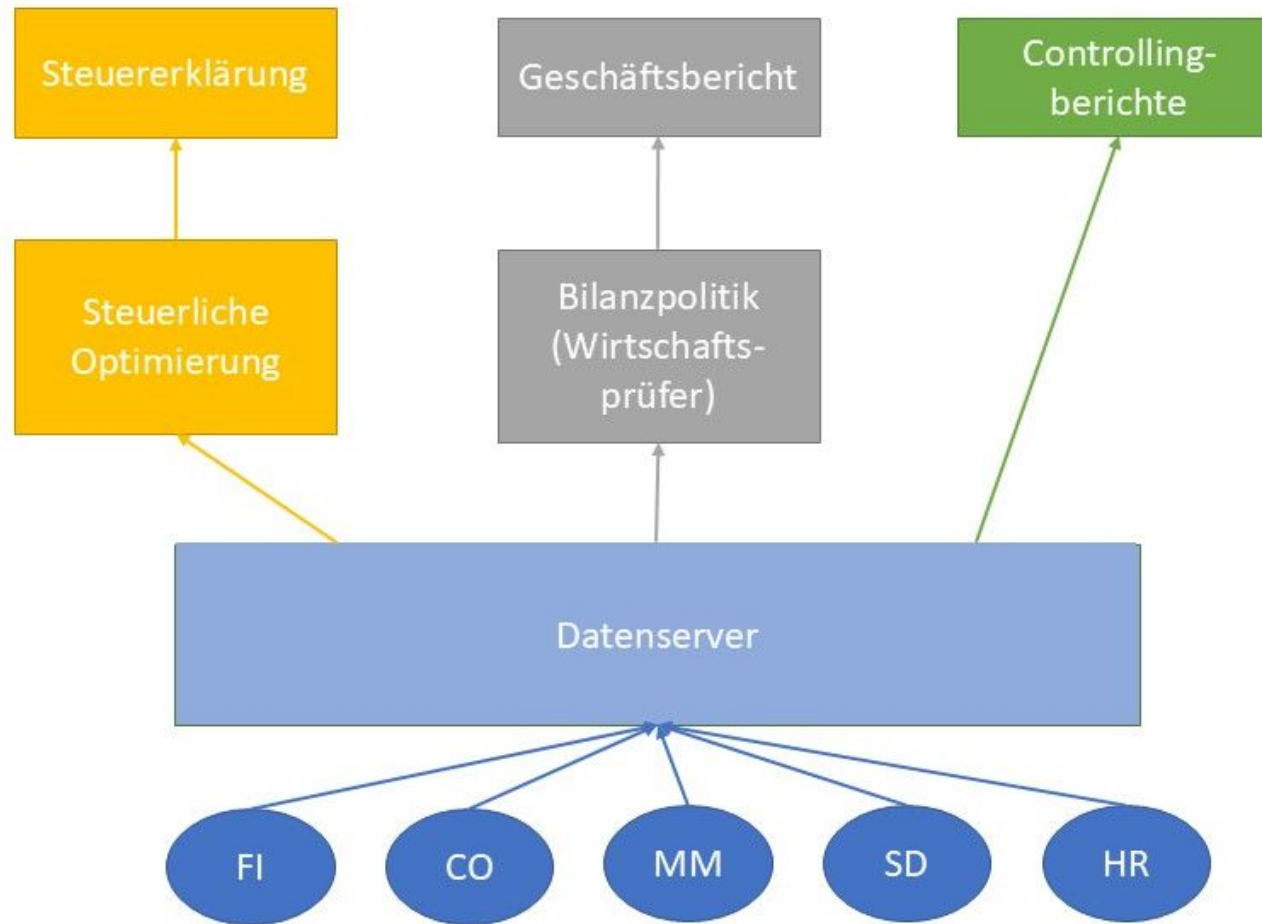 Steuererklärung
Geschäftsbericht
Controlling-
berichte
Steuerliche
Optimierung
Bilanzpolitik
(Wirtschafts-
prüfer)
Datenserver
FI
CO
MM
SD
HR